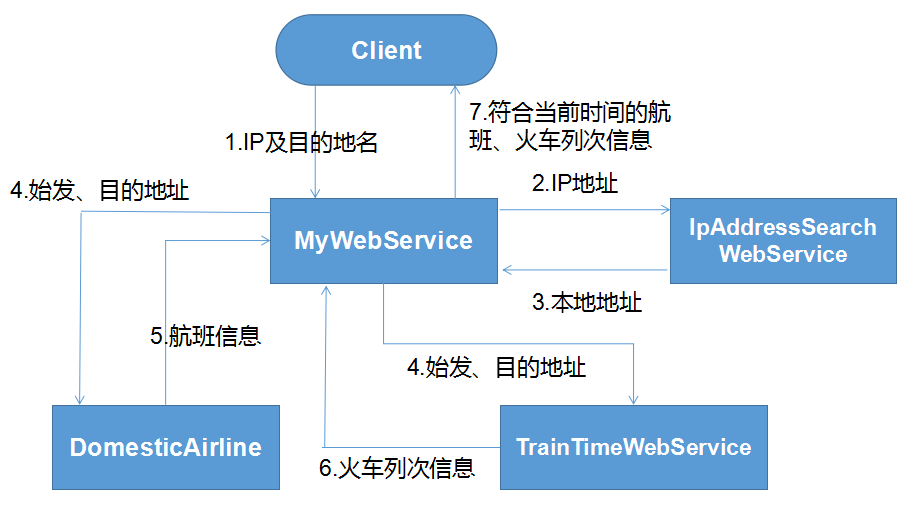 Client
7.符合当前时间的航
班、火车列次信息
1.IP及目的地名
2.IP地址
4.始发、目的地址
MyWebService
IpAddressSearch
WebService
3.本地地址
5.航班信息
4.始发、目的地址
DomesticAirline
TrainTimeWebService
6.火车列次信息